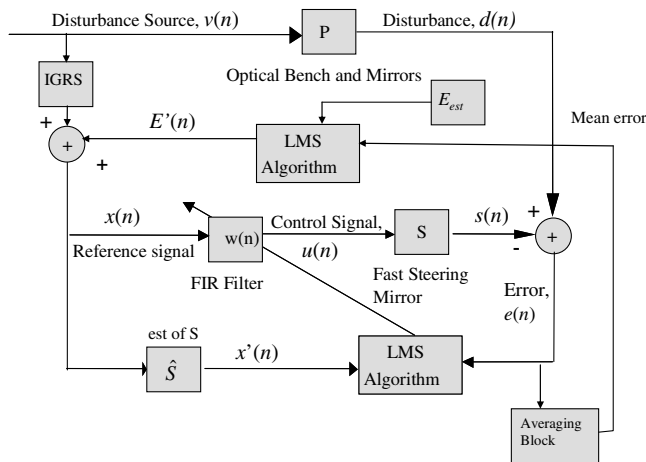 Disturbance Source, v(n)
P
Disturbance, d(n)
IGRS
Optical Bench and Mirrors
E_est
Mean error
E'(n)
LMS
Algorithm
+
+
+
x(n)
Reference signal
w(n)
FIR Filter
Control Signal,
u(n)
S
Fast Steering
Mirror
s(n)
+
-
+
Error,
e(n)
est of S
Ŝ
x'(n)
LMS
Algorithm
Averaging
Block